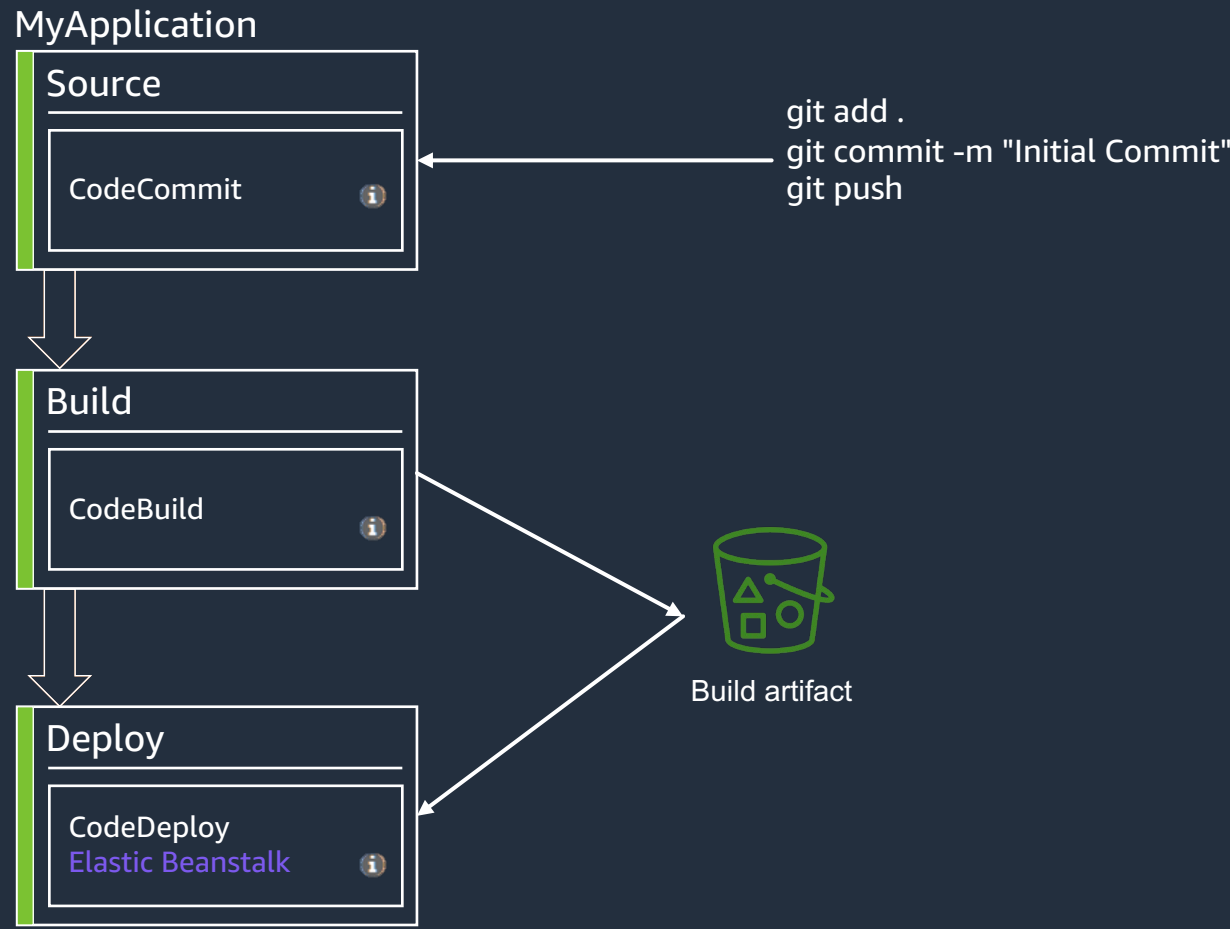 MyApplication
Source
CodeCommit
git add .
git commit -m "Initial Commit"
git push
Build
CodeBuild
Build artifact
Deploy
CodeDeploy
Elastic Beanstalk